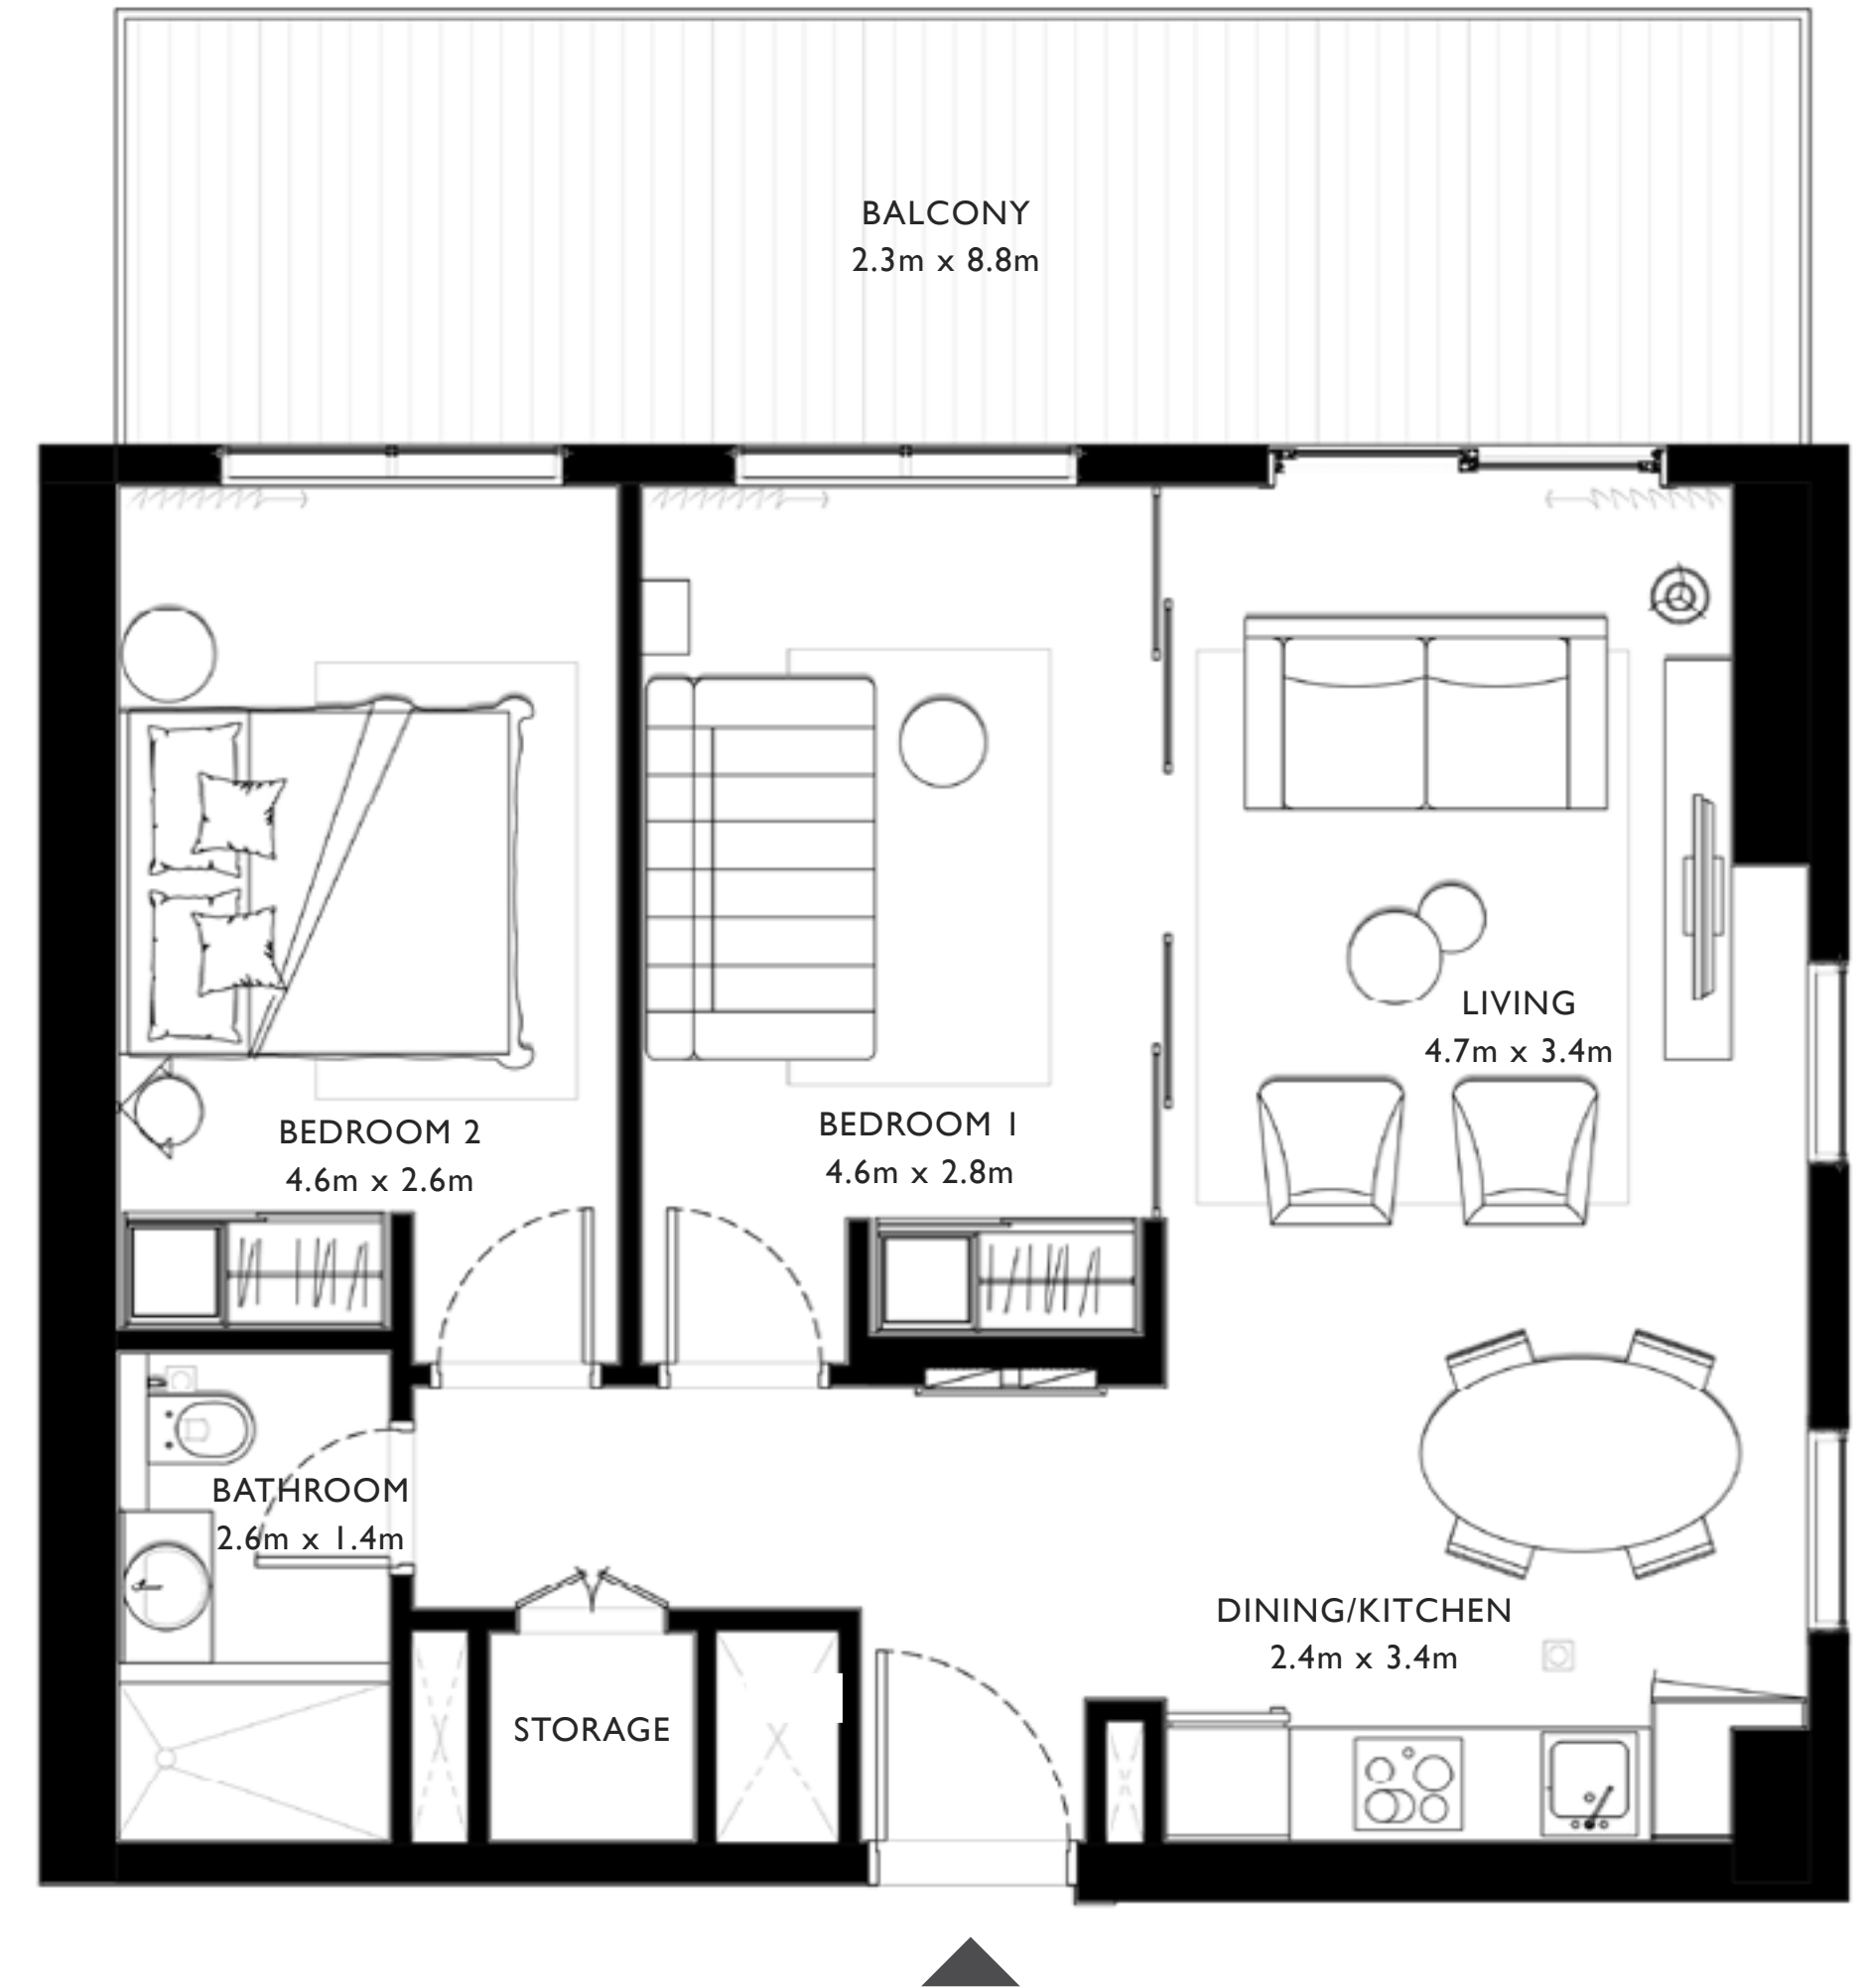 BALCONY
2.3m x 8.8m
LIVING
4.7m x 3.4m
BEDROOM 2
4.6m x 2.6m
BEDROOM 1
4.6m x 2.8m
BATHROOM
2.6m x 1.4m
DINING/KITCHEN
2.4m x 3.4m
STORAGE